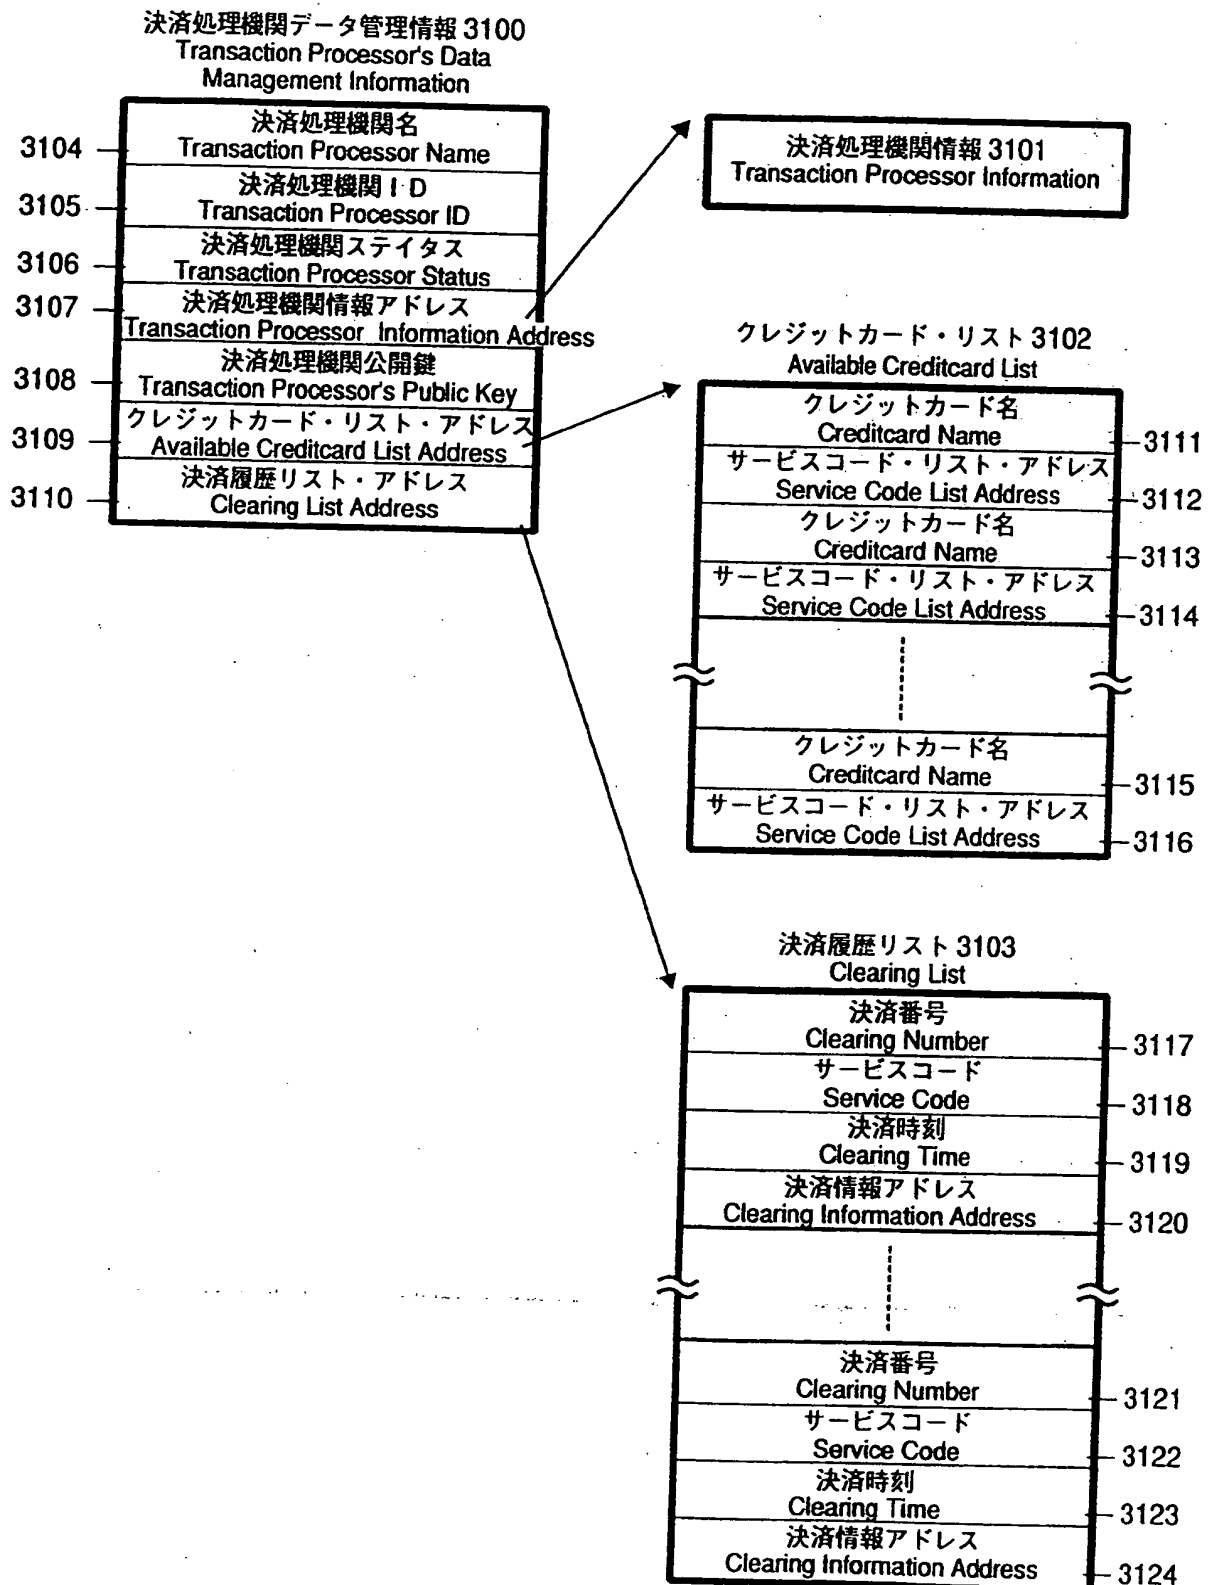 決済処理機関データ管理情報 3100
Transaction Processor's Data
Management Information
決済処理機関名
3104
Transaction Processor Name
決済処理機関ID
3105
Transaction Processor ID
決済処理機関ステイタス
3106
Transaction Processor Status
3107
決済処理機関情報アドレス
Transaction Processor Information Address
決済処理機関公開鍵
3108
Transaction Processor's Public Key
クレジットカード・リスト・アドレス
3109
Available Creditcard List Address
決済履歴リスト・アドレス
3110
Clearing List Address
決済処理機関情報 3101
Transaction Processor Information
クレジットカード・リスト 3102
Available Creditcard List
クレジットカード名
Creditcard Name
3111
サービスコード・リスト・アドレス
Service Code List Address
3112
クレジットカード名
Creditcard Name
3113
サービスコード・リスト・アドレス
Service Code List Address
3114
クレジットカード名
Creditcard Name
3115
サービスコード・リスト・アドレス
Service Code List Address
3116
決済履歴リスト 3103
Clearing List
決済番号
Clearing Number
3117
サービスコード
Service Code
3118
決済時刻
Clearing Time
3119
決済情報アドレス
Clearing Information Address
3120
決済番号
Clearing Number
3121
サービスコード
Service Code
3122
決済時刻
Clearing Time
3123
決済情報アドレス
Clearing Information Address
3124